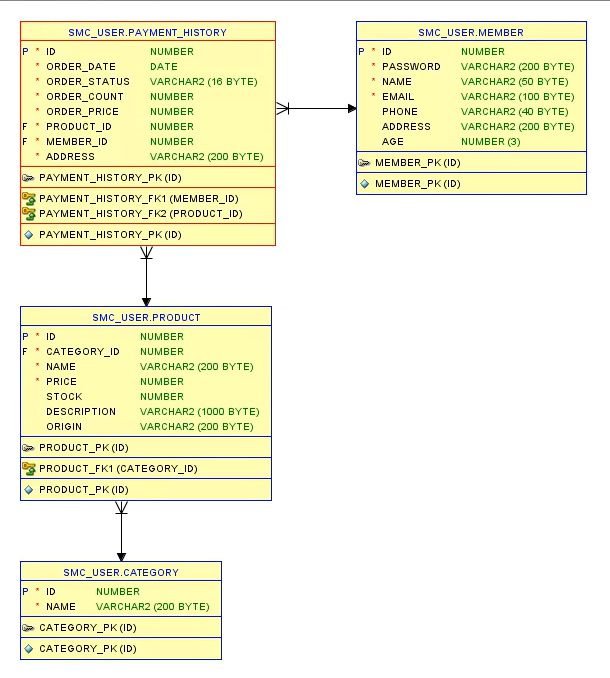 SMC_USER.PAYMENT_HISTORY
P * ID NUMBER
* ORDER_DATE DATE
* ORDER_STATUS VARCHAR2 (16 BYTE)
* ORDER_COUNT NUMBER
* ORDER_PRICE NUMBER
F * PRODUCT_ID NUMBER
F * MEMBER_ID NUMBER
* ADDRESS VARCHAR2 (200 BYTE)
PAYMENT_HISTORY_PK (ID)
PAYMENT_HISTORY_FK1 (MEMBER_ID)
PAYMENT_HISTORY_FK2 (PRODUCT_ID)
PAYMENT_HISTORY_PK (ID)
SMC_USER.MEMBER
P * ID NUMBER
* PASSWORD VARCHAR2 (200 BYTE)
* NAME VARCHAR2 (50 BYTE)
* EMAIL VARCHAR2 (100 BYTE)
PHONE VARCHAR2 (40 BYTE)
ADDRESS VARCHAR2 (200 BYTE)
AGE NUMBER (3)
MEMBER_PK (ID)
MEMBER_PK (ID)
SMC_USER.PRODUCT
P * ID NUMBER
F * CATEGORY_ID NUMBER
* NAME VARCHAR2 (200 BYTE)
* PRICE NUMBER
STOCK NUMBER
DESCRIPTION VARCHAR2 (1000 BYTE)
ORIGIN VARCHAR2 (200 BYTE)
PRODUCT_PK (ID)
PRODUCT_FK1 (CATEGORY_ID)
PRODUCT_PK (ID)
SMC_USER.CATEGORY
P * ID NUMBER
* NAME VARCHAR2 (200 BYTE)
CATEGORY_PK (ID)
CATEGORY_PK (ID)